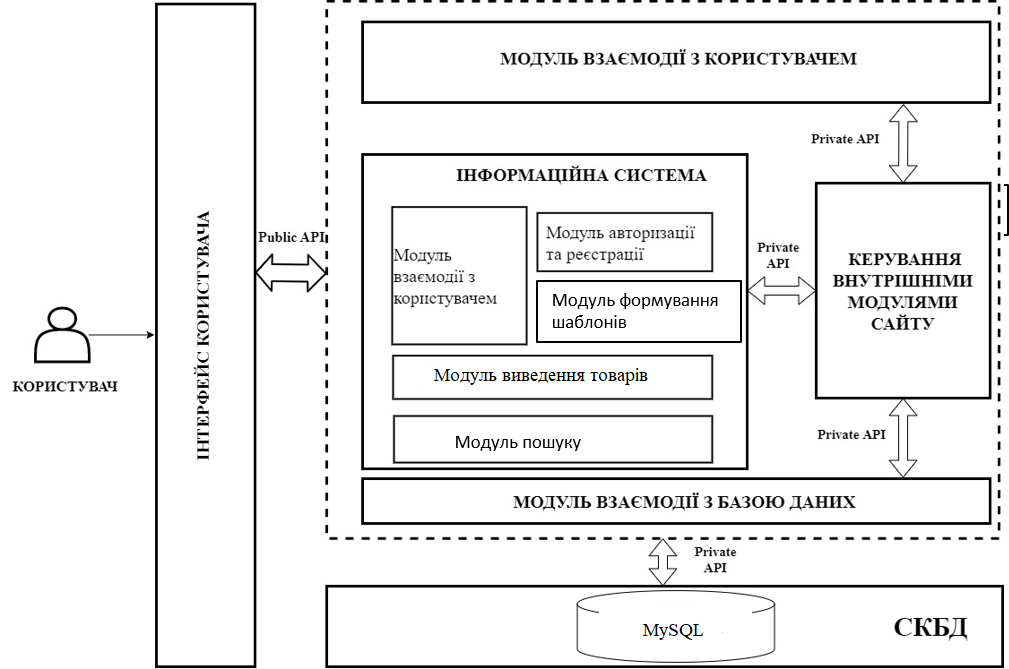 МОДУЛЬ ВЗАЄМОДІЇ З КОРИСТУВАЧЕМ
Private API
ІНФОРМАЦІЙНА СИСТЕМА
Модуль
взаємодії з
користувачем
Модуль авторизації
та реєстрації
Модуль формування
шаблонів
Модуль виведення товарів
Модуль пошуку
Private
API
КЕРУВАННЯ
ВНУТРІШНІМИ
МОДУЛЯМИ
САЙТУ
Public API
ІНТЕРФЕЙС КОРИСТУВАЧА
КОРИСТУВАЧ
Private API
МОДУЛЬ ВЗАЄМОДІЇ З БАЗОЮ ДАНИХ
Private
API
MySQL
СКБД